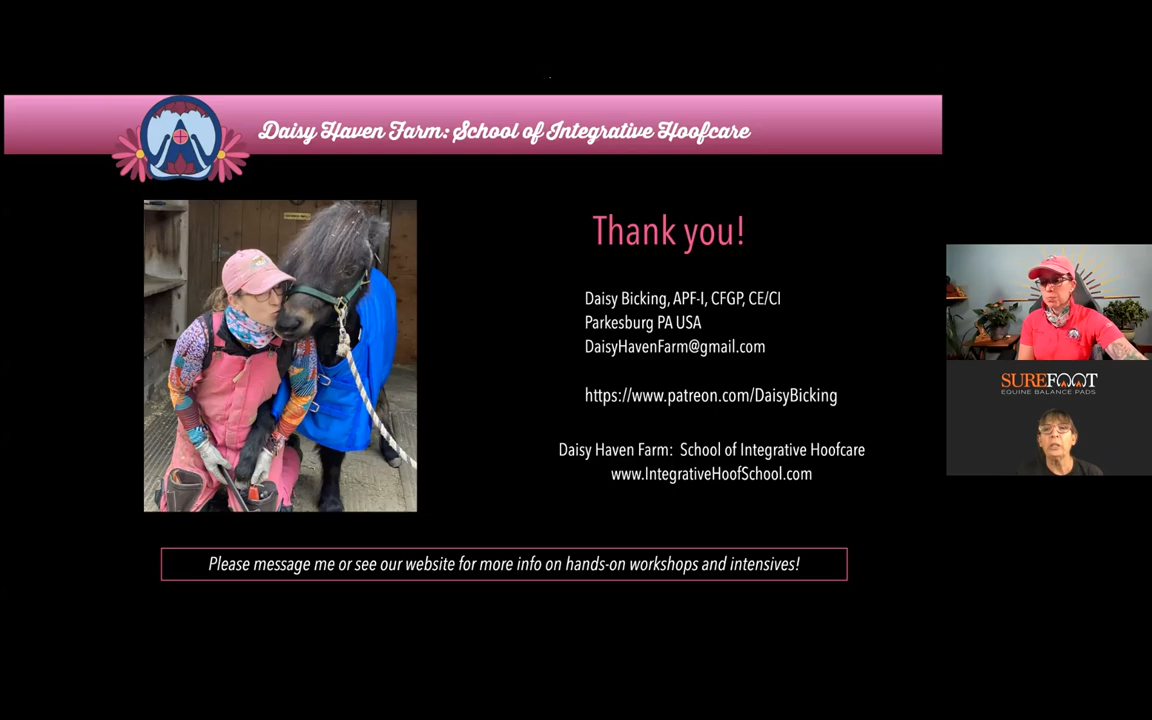 Daisy Haven Farm: School of Integrative Hoofcare
Thank you!
Daisy Bicking, APF-I, CFGP, CE/CI
Parkesburg PA USA
DaisyHavenFarm@gmail.com
https://www.patreon.com/DaisyBicking
Daisy Haven Farm: School of Integrative Hoofcare
www.IntegrativeHoofSchool.com
Please message me or see our website for more info on hands-on workshops and intensives!
SUREFOOT
EQUINE BALANCE PADS